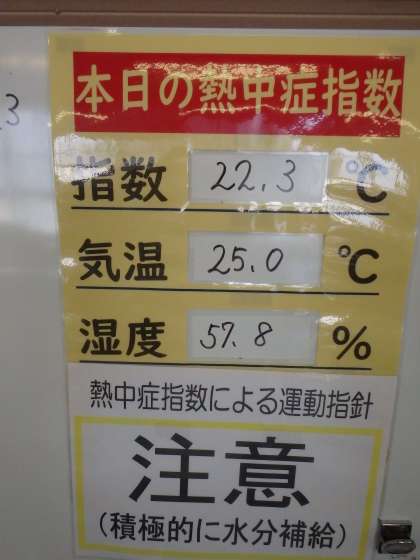 本日の熱中症指数
指数 22.3 ℃
気温 25.0 ℃
湿度 57.8 %
熱中症指数による運動指針
注意
(積極的に水分補給)
3